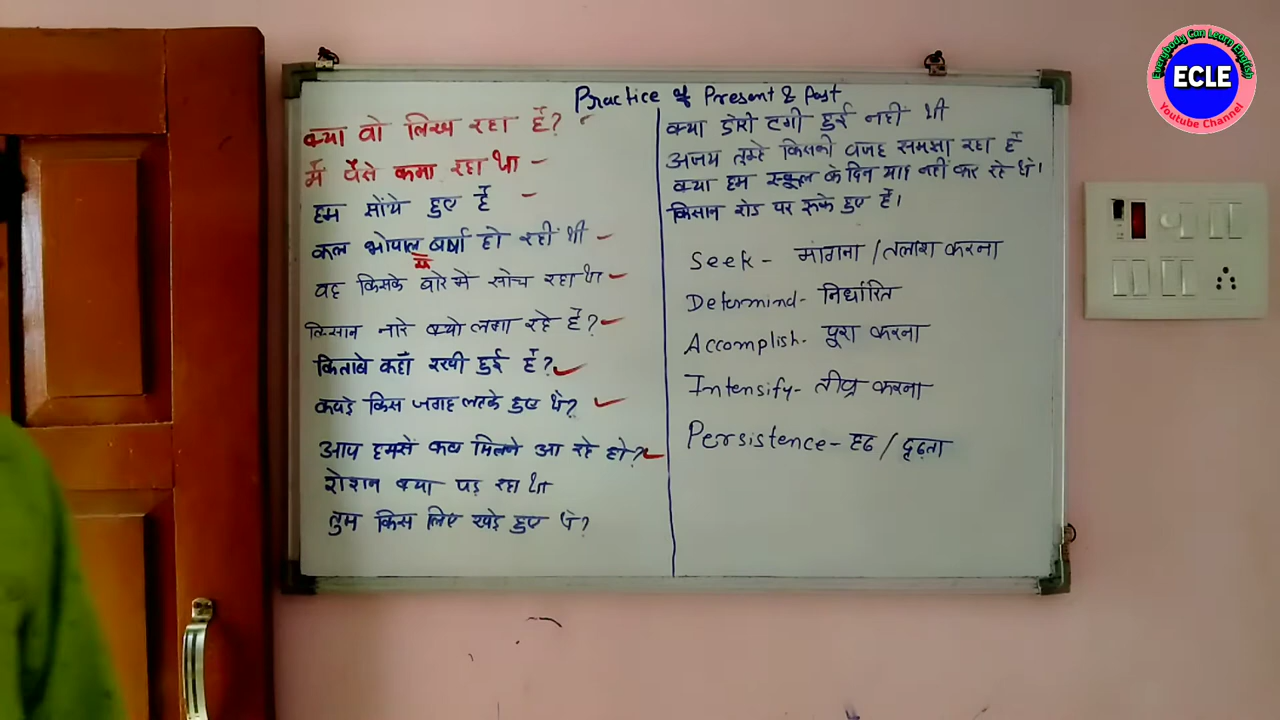 Practice of Present & Past
क्या वो लिख रहा हैं?
में पैसे कमा रहा था
हम सोये हुए हैं
कल भोपाल में बर्षा हो रहीं थी
वह किसके वारे में सोच रहा था
किसान नारे क्यो लगा रहे हैं?
किताबे कहाँ रखी हुई हैं?
कपड़े किस जगह लटके हुए थे?
आप हमसे कब मिलने आ रहे हो?
रोशन क्या पड़ रहा था
तुम किस लिए खड़े हुए थे?
क्या डोरी टगी हुई नहीं थी
अजय तुम्हे किसकी वजह समझा रहा हैं
क्या हम स्कूल के दिन याद नहीं कर रहे थे।
किसान रोड पर रुके हुए हैं।
Seek - मांगना / तलाश करना
Determind - निर्धारित
Accomplish - पूरा करना
Intensify - तीव्र करना
Persistence - हठ / दृढ़ता
Everybody Can Learn English
ECLE
Youtube Channel